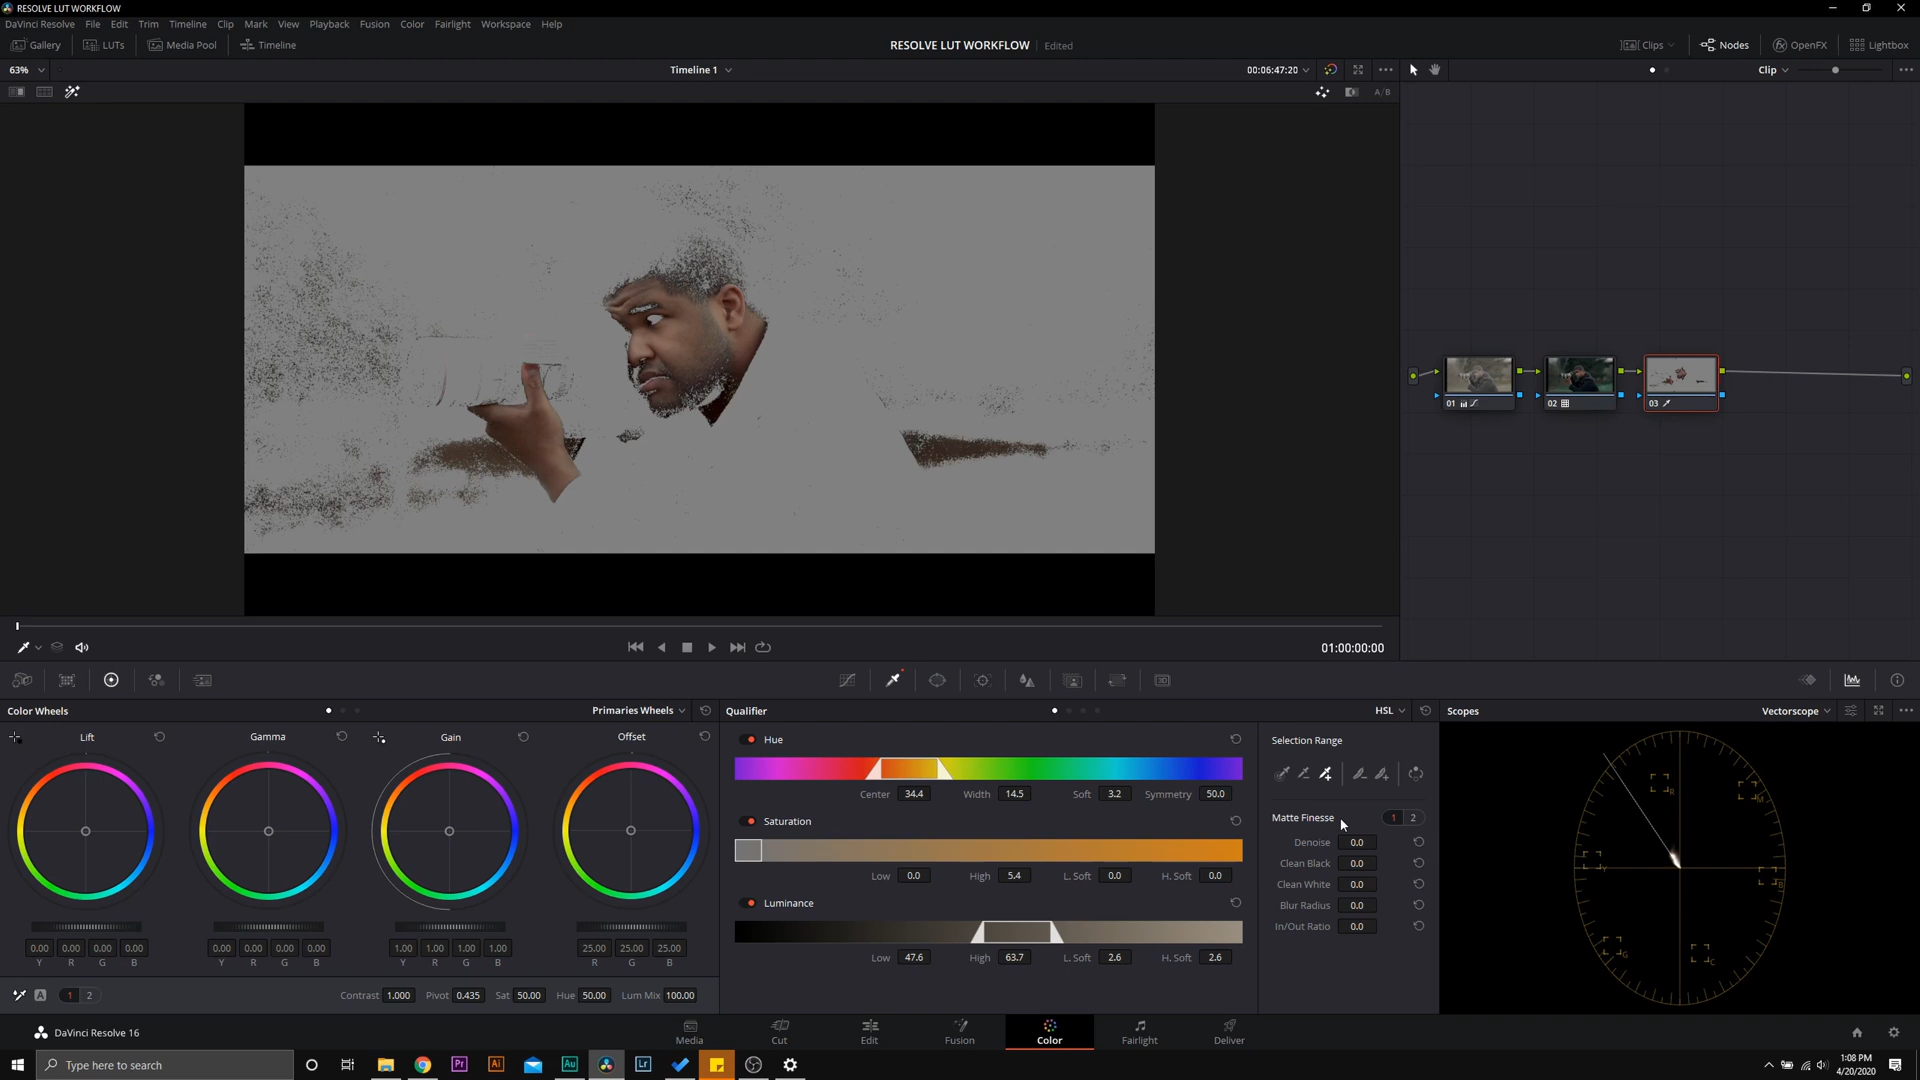 RESOLVE LUT WORKFLOW
DaVinci Resolve File Edit Trim Timeline Clip Mark View Playback Fusion Color Fairlight Workspace Help
Gallery LUTs Media Pool Timeline RESOLVE LUT WORKFLOW Edited Clips Nodes OpenFX Lightbox
63% Timeline 1 00:06:47:20 Clip
A/B
01 02 03
01:00:00:00
Color Wheels Primaries Wheels Qualifier HSL Scopes Vectorscope
Lift Gamma Gain Offset
0.00 0.00 0.00 0.00 0.00 0.00 0.00 0.00 1.00 1.00 1.00 1.00 25.00 25.00 25.00
Y R G B Y R G B Y R G B R G B
A 1 2 Contrast 1.000 Pivot 0.435 Sat 50.00 Hue 50.00 Lum Mix 100.00
Hue
Center 34.4 Width 14.5 Soft 3.2 Symmetry 50.0
Saturation
Low 0.0 High 5.4 L. Soft 0.0 H. Soft 0.0
Luminance
Low 47.6 High 63.7 L. Soft 2.6 H. Soft 2.6
Selection Range
Matte Finesse 1 2
Denoise 0.0
Clean Black 0.0
Clean White 0.0
Blur Radius 0.0
In/Out Ratio 0.0
R M
Y B
G C
DaVinci Resolve 16 Media Cut Edit Fusion Color Fairlight Deliver
Type here to search Pr Ai Au Lr 1:08 PM
4/20/2020